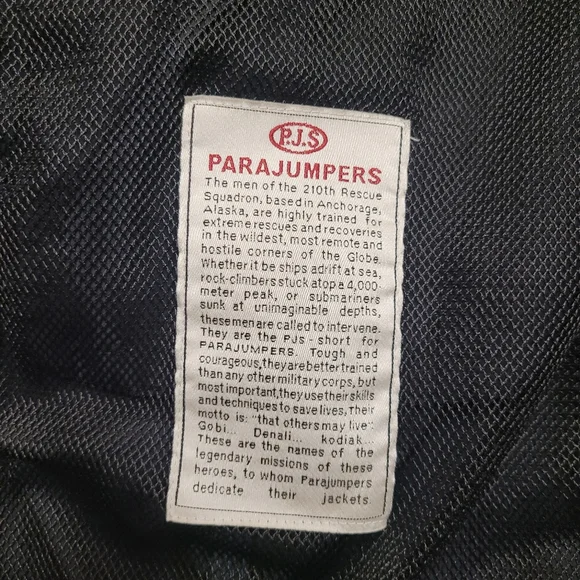 P.J.S
PARAJUMPERS
The men of the 210th Rescue
Squadron, based in Anchorage,
Alaska, are highly trained for
extreme rescues and recoveries
in the wildest, most remote and
hostile corners of the Globe.
Whether it be ships adrift at sea,
rock-climbers stuck atop a 4,000-
meter peak, or submariners
sunk at unimaginable depths,
these men are called to intervene.
They are the PJs - short for
PARAJUMPERS. Tough and
courageous, they are better trained
than any other military corps, but
most important, they use their skills
and techniques to save lives, Their
motto is: "that others may live".
Gobi... Denali... kodiak...
These are the names of the
legendary missions of these
heroes, to whom Parajumpers
dedicate their jackets.